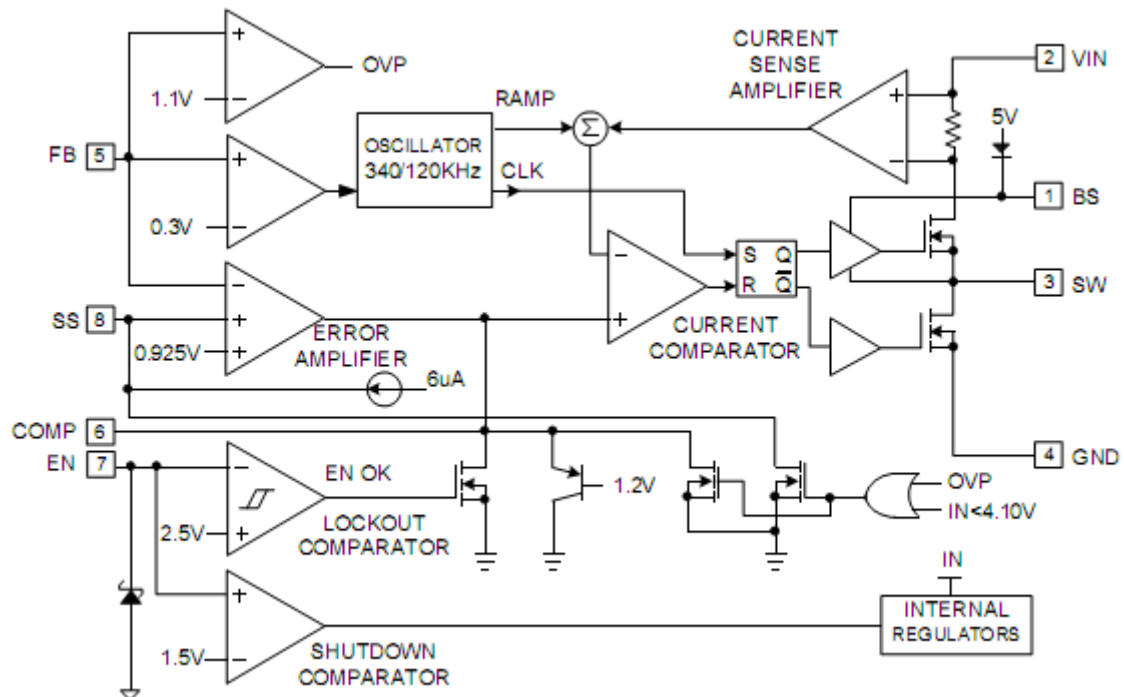 CURRENT
SENSE
AMPLIFIER
2 VIN
+
OVP
1.1V
−
RAMP
+
5V
Σ
FB 5
+
OSCILLATOR
340/120KHz
−
CLK
1 BS
0.3V
−
−
S Q
R Q̅
3 SW
SS 8
−
+
0.925V
+
ERROR
AMPLIFIER
+
CURRENT
COMPARATOR
6uA
COMP 6
EN 7
−
EN OK
4 GND
1.2V
OVP
IN<4.10V
2.5V
+
LOCKOUT
COMPARATOR
IN
+
INTERNAL
REGULATORS
1.5V
−
SHUTDOWN
COMPARATOR